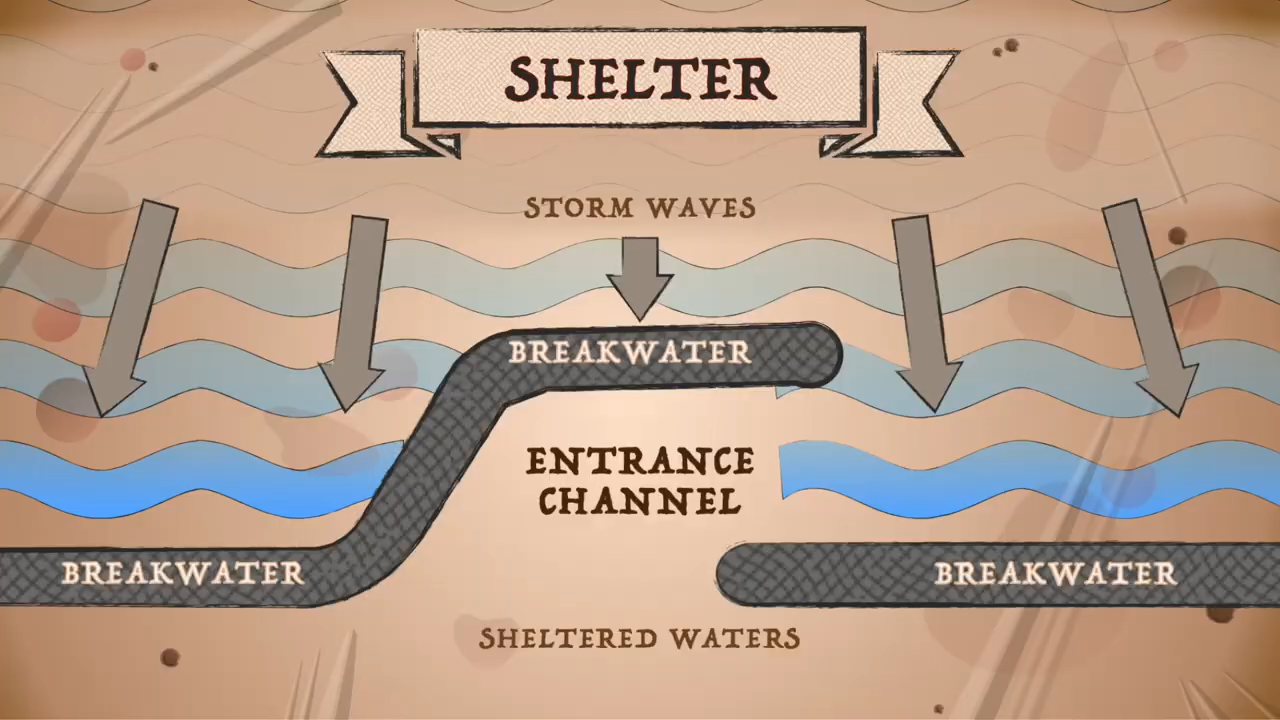 SHELTER
STORM WAVES
BREAKWATER
ENTRANCE
CHANNEL
BREAKWATER
BREAKWATER
SHELTERED WATERS